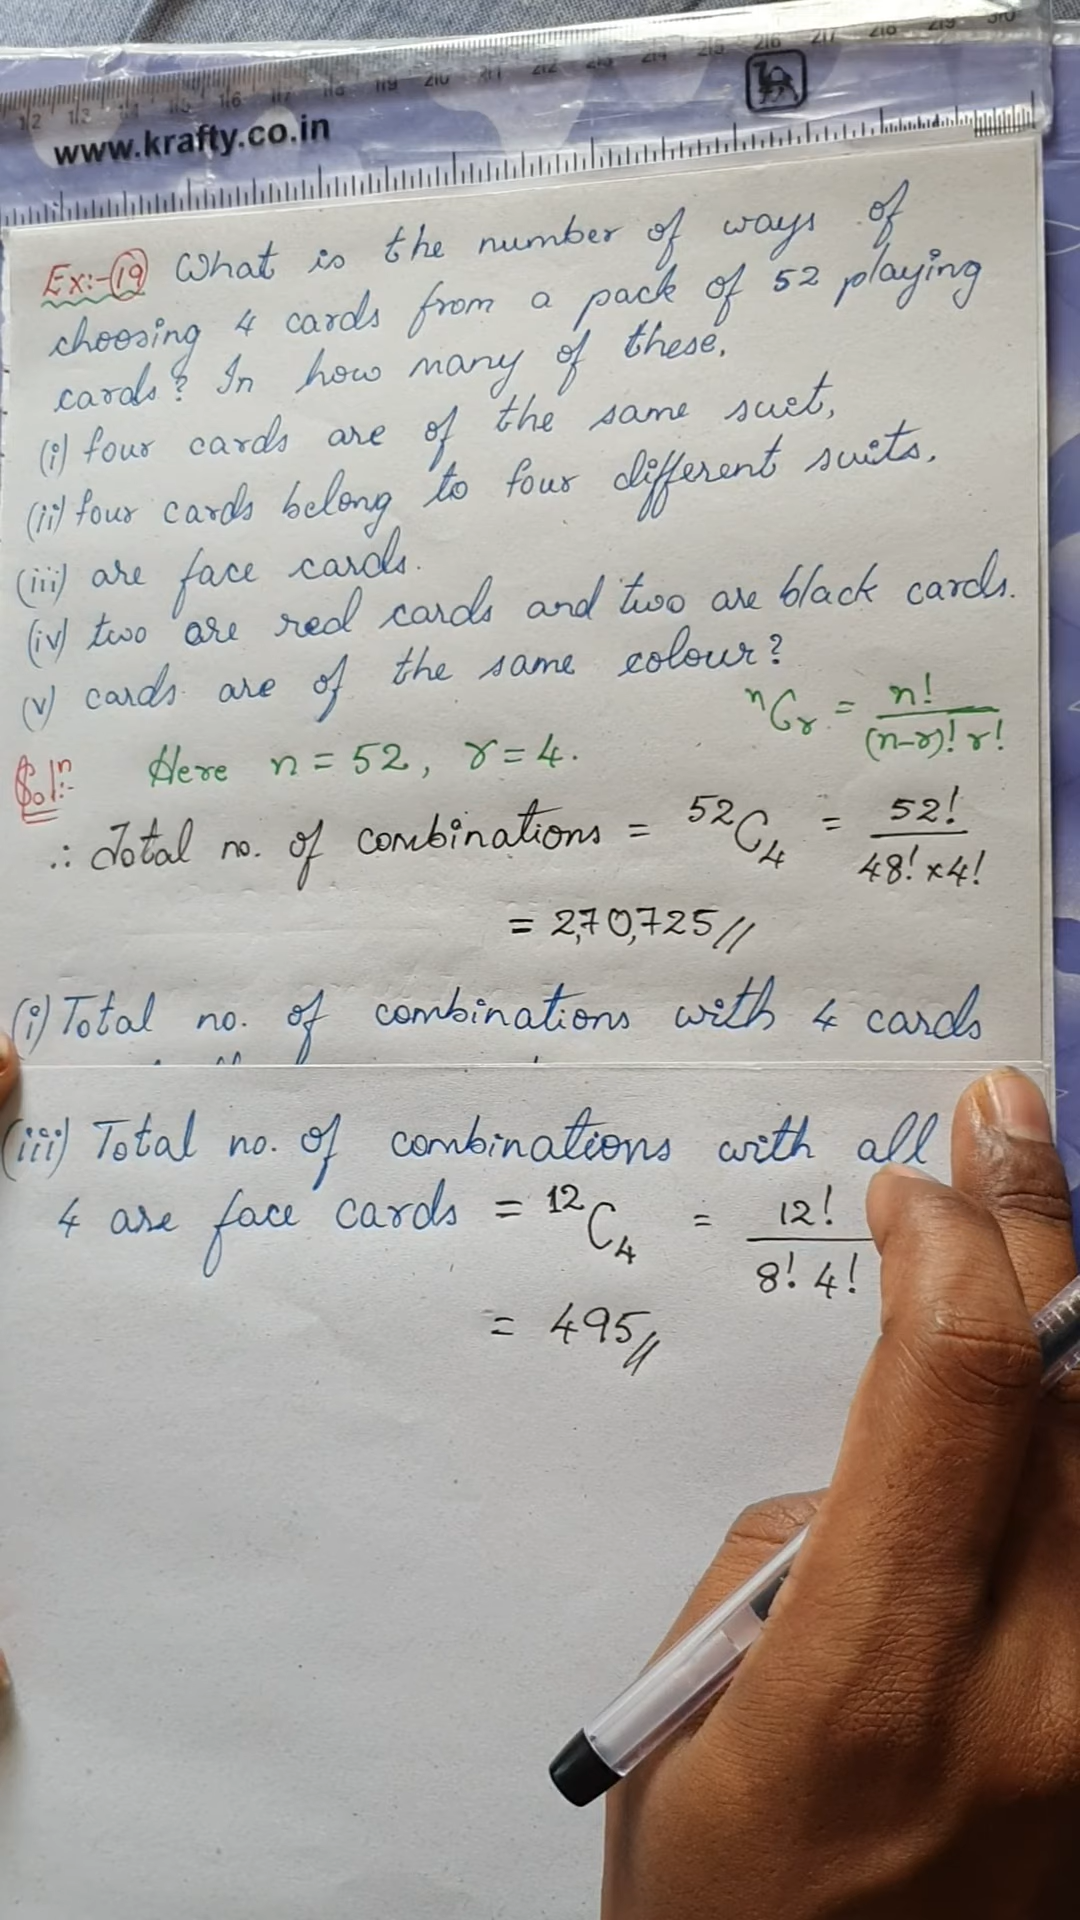 www.krafty.co.in
Ex:-19 What is the number of ways of
choosing 4 cards from a pack of 52 playing
cards? In how many of these,
(i) four cards are of the same suit,
(ii) four cards belong to four different suits,
(iii) are face cards.
(iv) two are red cards and two are black cards.
(v) cards are of the same colour?
nCr = n! / (n-r)! r!
Soln:- Here n = 52, r = 4.
∴ Total no. of combinations = 52C4 = 52! / 48! × 4!
= 2,70,725//
(i) Total no. of combinations with 4 cards
(iii) Total no. of combinations with all
4 are face cards = 12C4 = 12! / 8! 4!
= 495//